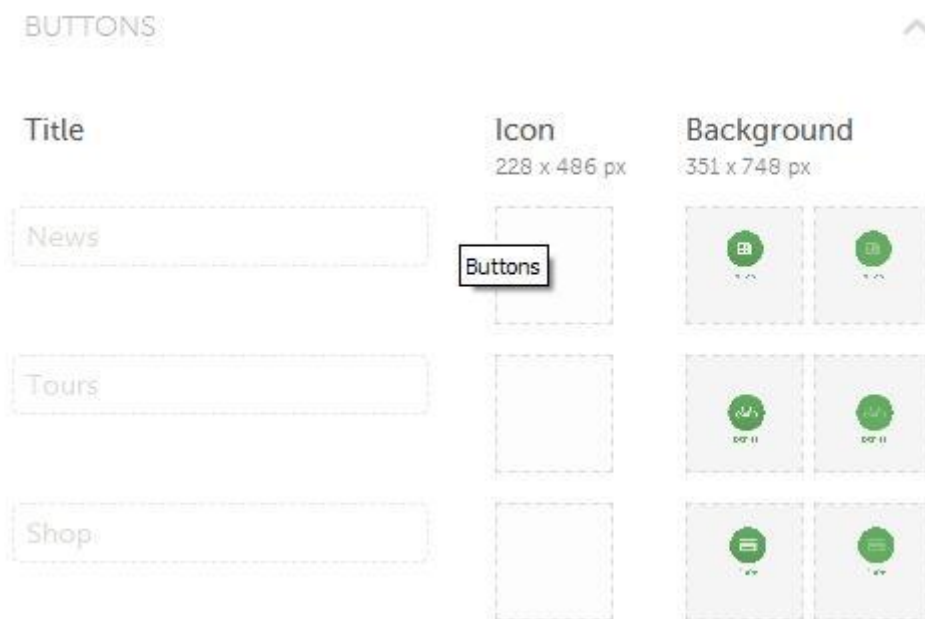 BUTTONS
Title
Icon
Background
228 x 486 px
351 x 748 px
News
Buttons
Tours
Shop